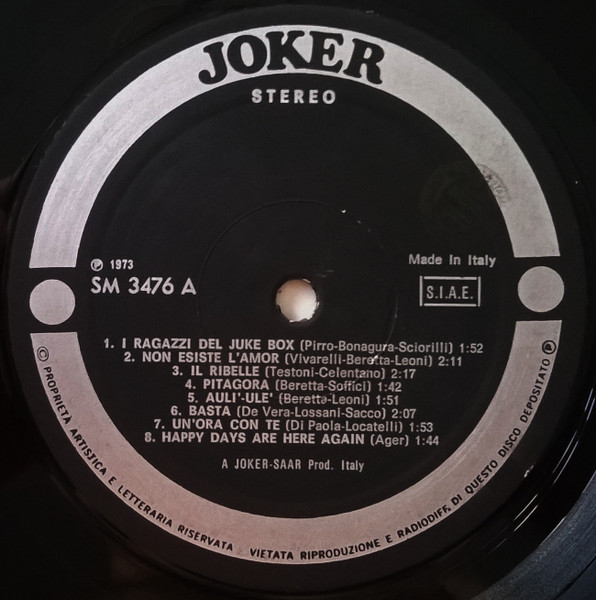 JOKER
STEREO
℗ 1973
SM 3476 A
Made In Italy
S.I.A.E.
1. I RAGAZZI DEL JUKE BOX (Pirro-Bonagura-Sciorilli) 1:52
2. NON ESISTE L'AMOR (Vivarelli-Beretta-Leoni) 2:11
3. IL RIBELLE (Testoni-Celentano) 2:17
4. PITAGORA (Beretta-Soffici) 1:42
5. AULI'-ULE' (Beretta-Leoni) 1:51
6. BASTA (De Vera-Lossani-Sacco) 2:07
7. UN'ORA CON TE (Di Paola-Locatelli) 1:53
8. HAPPY DAYS ARE HERE AGAIN (Ager) 1:44
A JOKER-SAAR Prod. Italy
© PROPRIETÀ ARTISTICA E LETTERARIA RISERVATA - VIETATA RIPRODUZIONE E RADIODIFF. DI QUESTO DISCO DEPOSITATO ℗